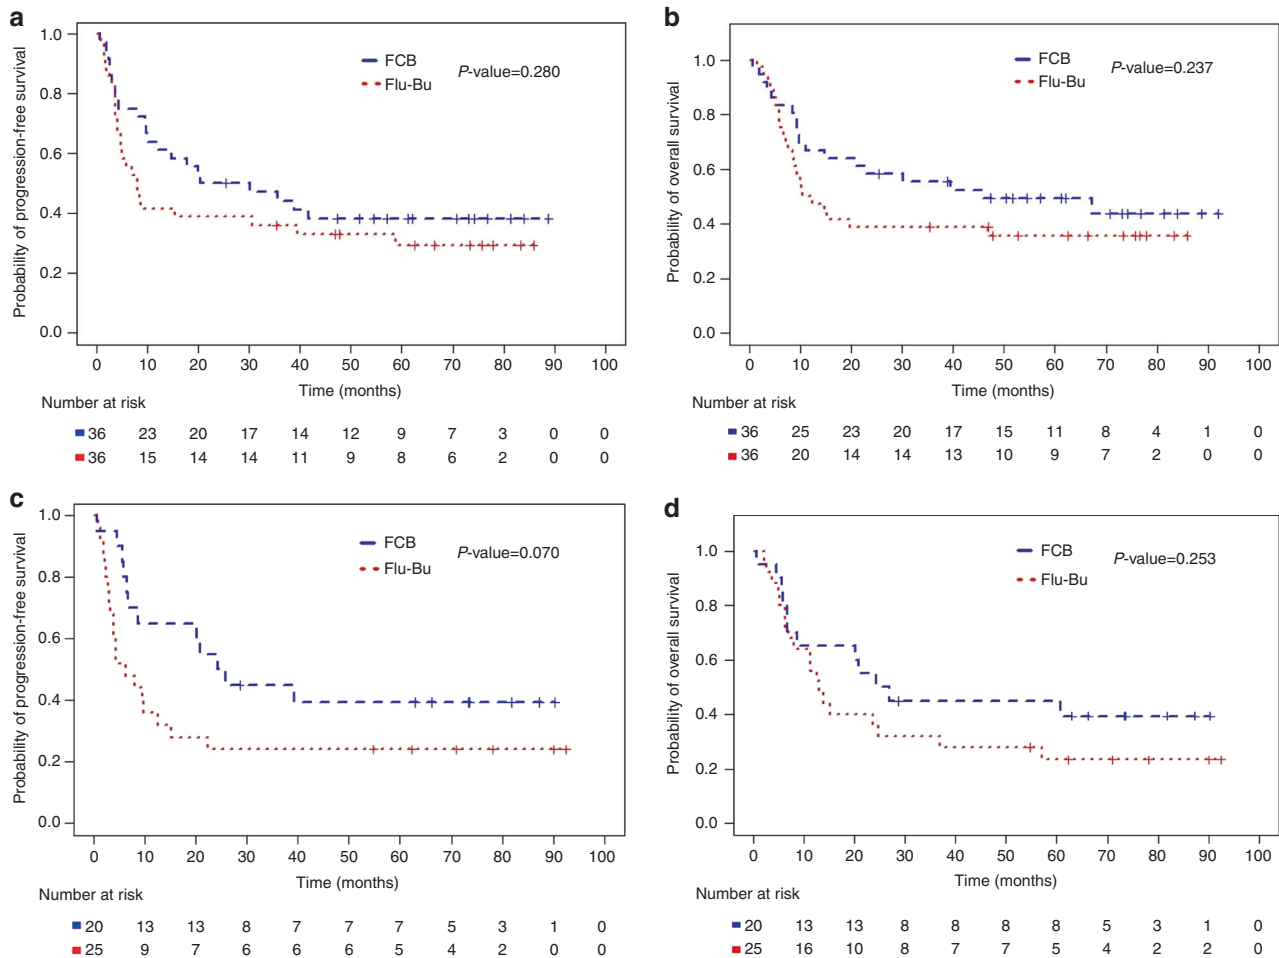 a
Probability of progression-free survival
1.0
0.8
0.6
0.4
0.2
0.0
FCB
Flu-Bu
P-value=0.280
0 10 20 30 40 50 60 70 80 90 100
Time (months)
Number at risk
36 23 20 17 14 12 9 7 3 0 0
36 15 14 14 11 9 8 6 2 0 0
b
Probability of overall survival
1.0
0.8
0.6
0.4
0.2
0.0
FCB
Flu-Bu
P-value=0.237
0 10 20 30 40 50 60 70 80 90 100
Time (months)
Number at risk
36 25 23 20 17 15 11 8 4 1 0
36 20 14 14 13 10 9 7 2 0 0
c
Probability of progression-free survival
1.0
0.8
0.6
0.4
0.2
0.0
FCB
Flu-Bu
P-value=0.070
0 10 20 30 40 50 60 70 80 90 100
Time (months)
Number at risk
20 13 13 8 7 7 7 5 3 1 0
25 9 7 6 6 6 5 4 2 0 0
d
Probability of overall survival
1.0
0.8
0.6
0.4
0.2
0.0
FCB
Flu-Bu
P-value=0.253
0 10 20 30 40 50 60 70 80 90 100
Time (months)
Number at risk
20 13 13 8 8 8 8 5 3 1 0
25 16 10 8 7 7 5 4 2 2 0